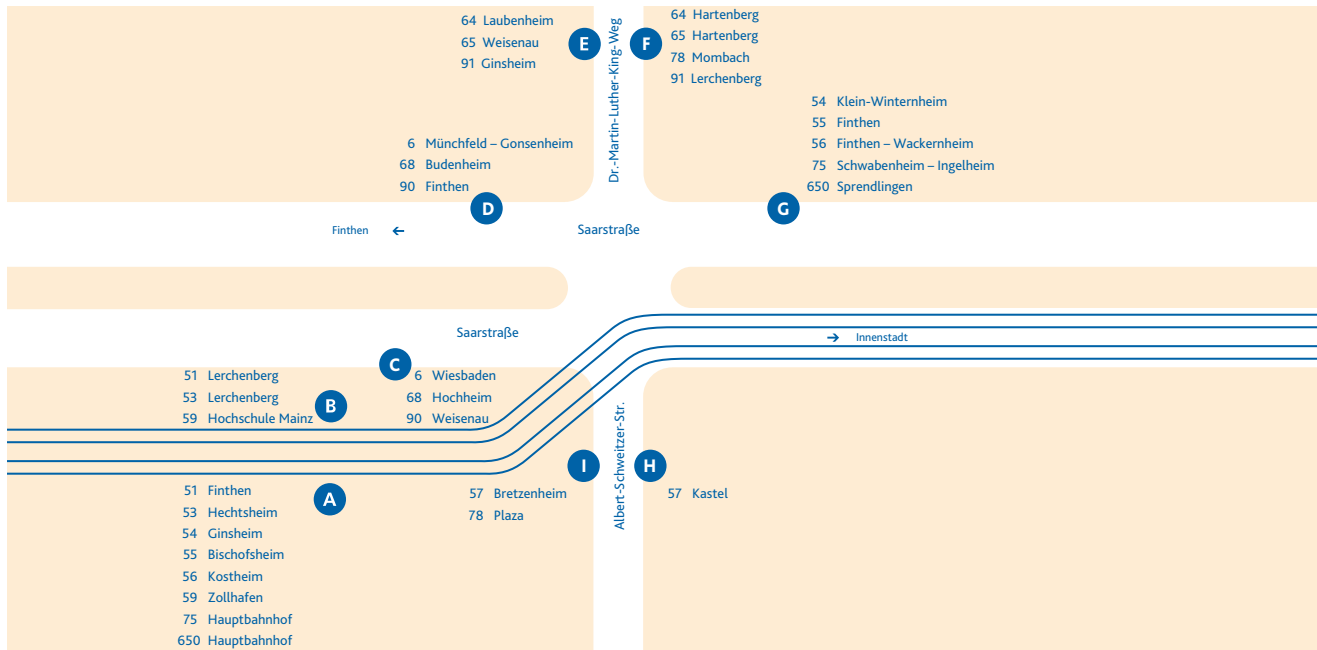 64 Laubenheim
65 Weisenau
91 Ginsheim
E
Dr.-Martin-Luther-King-Weg
F
64 Hartenberg
65 Hartenberg
78 Mombach
91 Lerchenberg
6 Münchfeld – Gonsenheim
68 Budenheim
90 Finthen
D
54 Klein-Winternheim
55 Finthen
56 Finthen – Wackernheim
75 Schwabenheim – Ingelheim
650 Sprendlingen
G
Finthen ←
Saarstraße
Saarstraße
→ Innenstadt
51 Lerchenberg
53 Lerchenberg
59 Hochschule Mainz
B
C
6 Wiesbaden
68 Hochheim
90 Weisenau
I
Albert-Schweitzer-Str.
H
51 Finthen
53 Hechtsheim
54 Ginsheim
55 Bischofsheim
56 Kostheim
59 Zollhafen
75 Hauptbahnhof
650 Hauptbahnhof
A
57 Bretzenheim
78 Plaza
57 Kastel